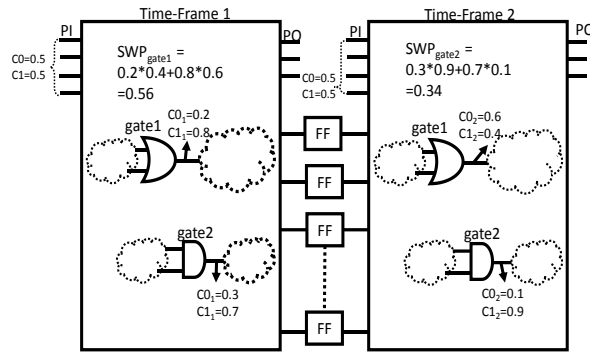 Time-Frame 1
Time-Frame 2
PI
PO
PI
PO
C0=0.5
C1=0.5
SWPgate1 =
0.2*0.4+0.8*0.6
=0.56
C0=0.5
C1=0.5
SWPgate2 =
0.3*0.9+0.7*0.1
=0.34
gate1
C0₁=0.2
C1₁=0.8
FF
gate1
C0₂=0.6
C1₂=0.4
FF
gate2
FF
gate2
C0₁=0.3
C1₁=0.7
C0₂=0.1
C1₂=0.9
FF